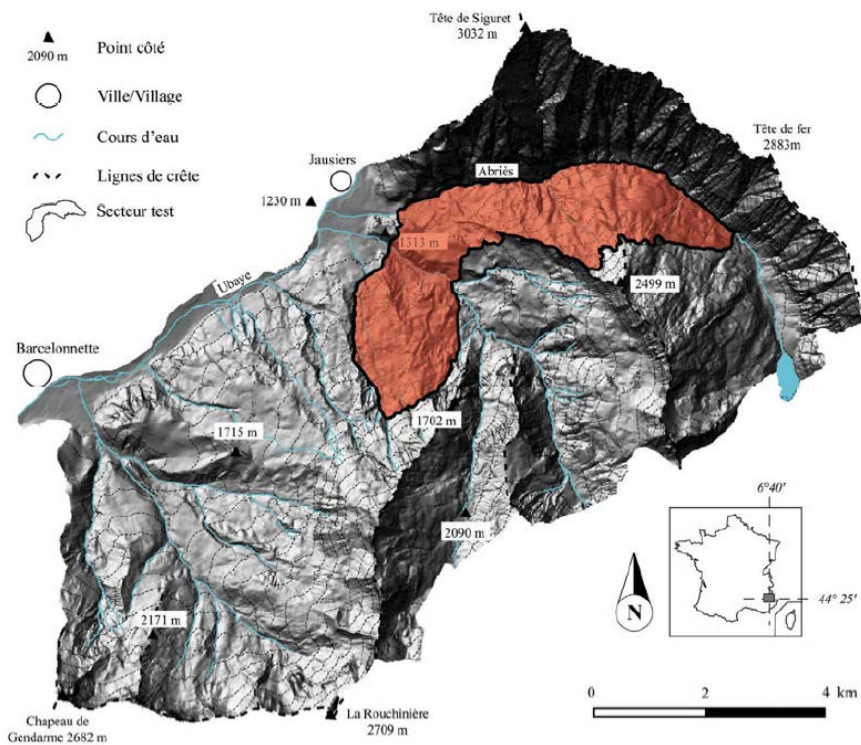 2090 m
Point côté
Ville/Village
Cours d'eau
Lignes de crête
Secteur test
Tête de Siguret
3032 m
Tête de fer
2883m
Jausiers
Abriès
1230 m
1313 m
2499 m
Ubaye
Barcelonnette
1702 m
1715 m
2090 m
2171 m
6°40'
44° 25'
N
0 2 4 km
Chapeau de
Gendarme 2682 m
La Rouchinière
2709 m